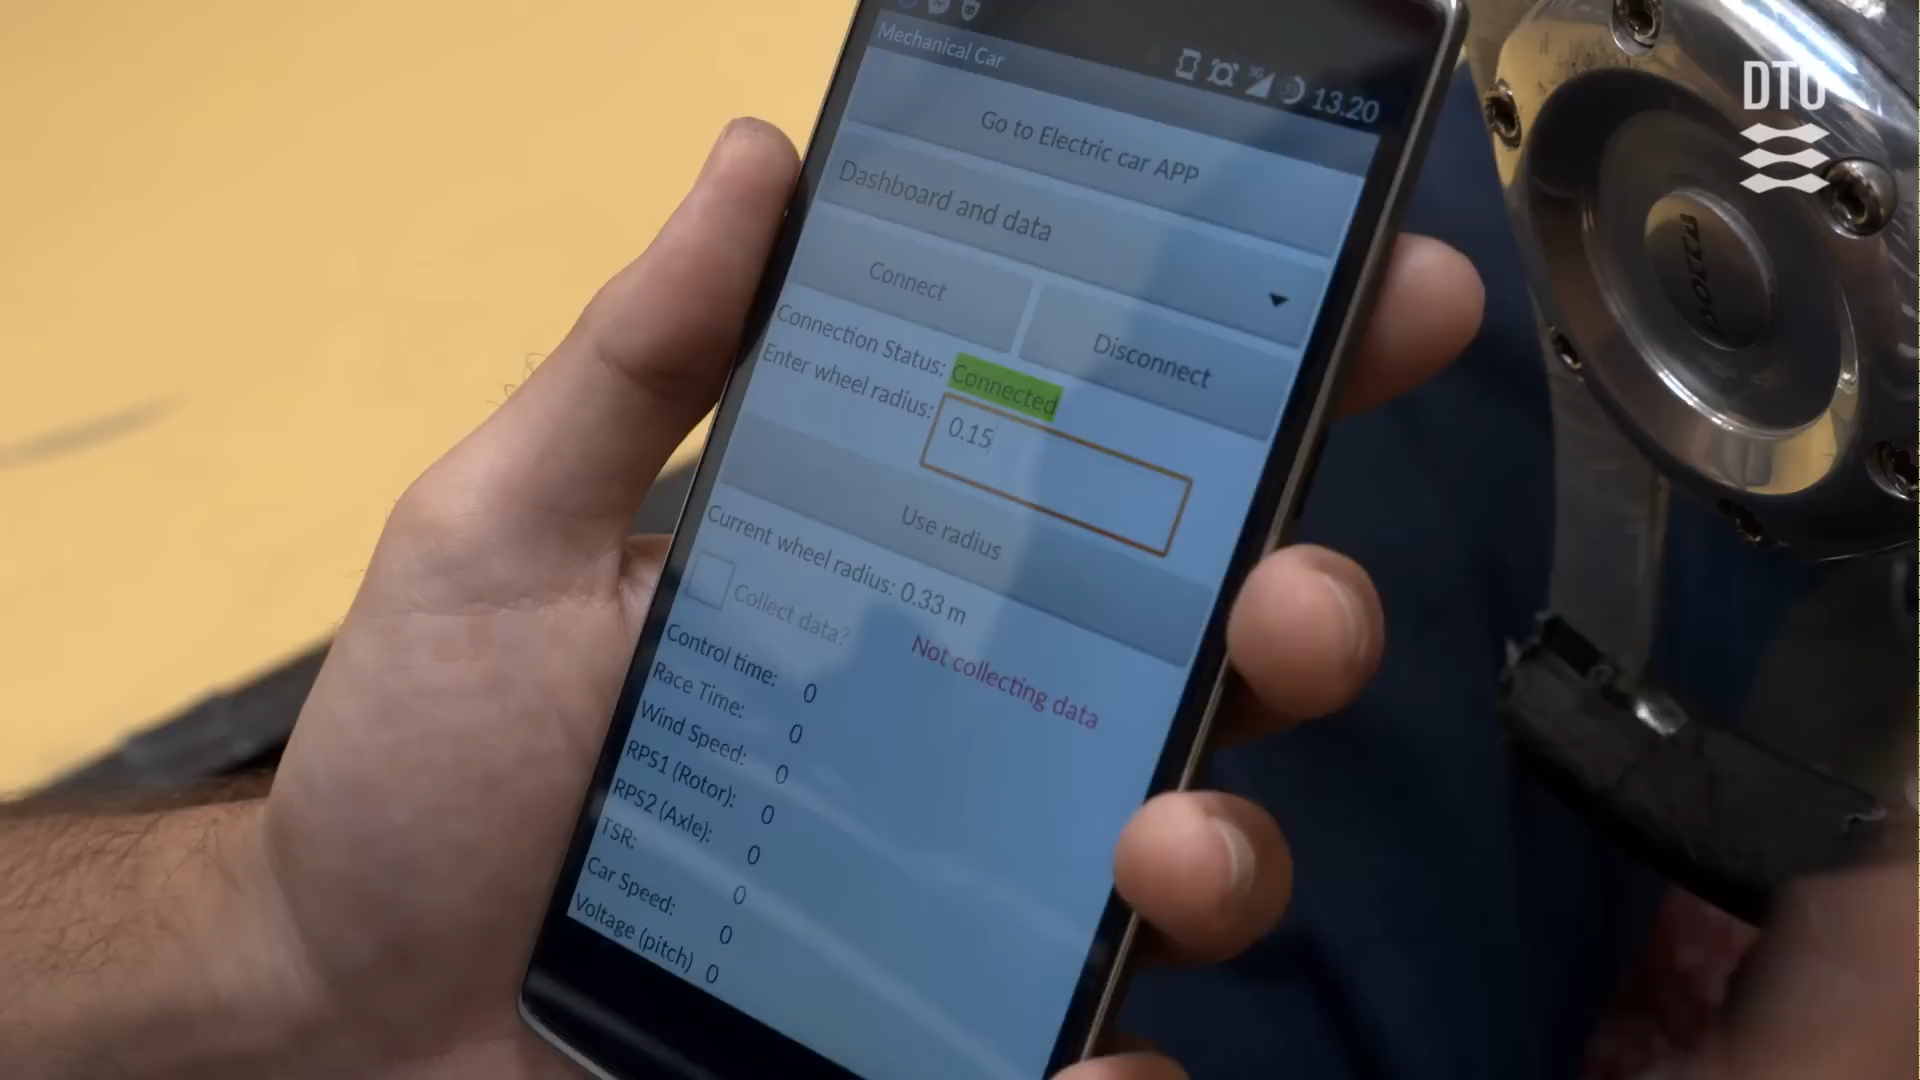 Mechanical Car
13.20
DTU
Go to Electric car APP
Dashboard and data
Connect
Disconnect
Connection Status: Connected
Enter wheel radius: 0.15
Use radius
Current wheel radius: 0.33 m
Collect data?
Not collecting data
Control time: 0
Race Time: 0
Wind Speed: 0
RPS1 (Rotor): 0
RPS2 (Axle): 0
TSR: 0
Car Speed: 0
Voltage (pitch) 0